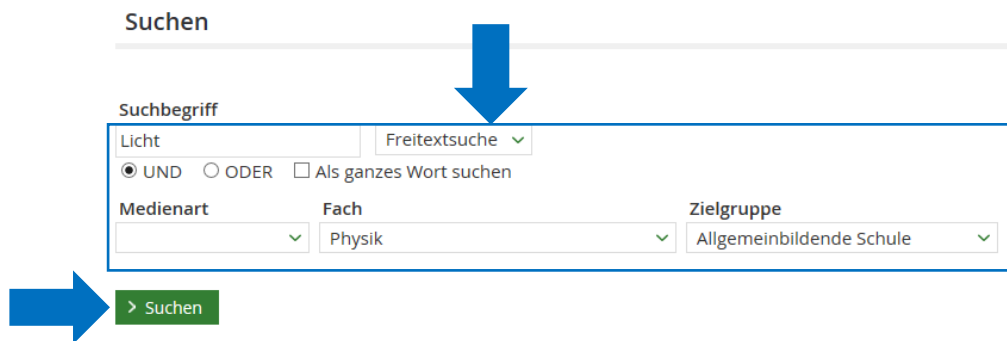 Suchen
Suchbegriff
Licht Freitextsuche
UND ODER Als ganzes Wort suchen
Medienart Fach Zielgruppe
Physik Allgemeinbildende Schule
Suchen